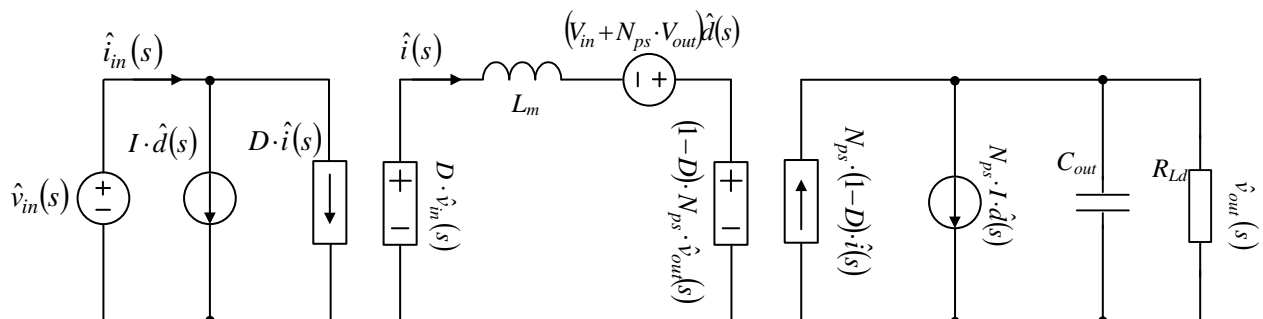 î_in(s)
I·d̂(s)
D·î(s)
v̂_in(s)
+
−
î(s)
L_m
(V_in+N_ps·V_out)d̂(s)
− +
+
−
D·v̂_in(s)
+
−
(1−D)·N_ps·v̂_out(s)
N_ps·(1−D)·î(s)
N_ps·I·d̂(s)
C_out
R_Ld
v̂_out(s)